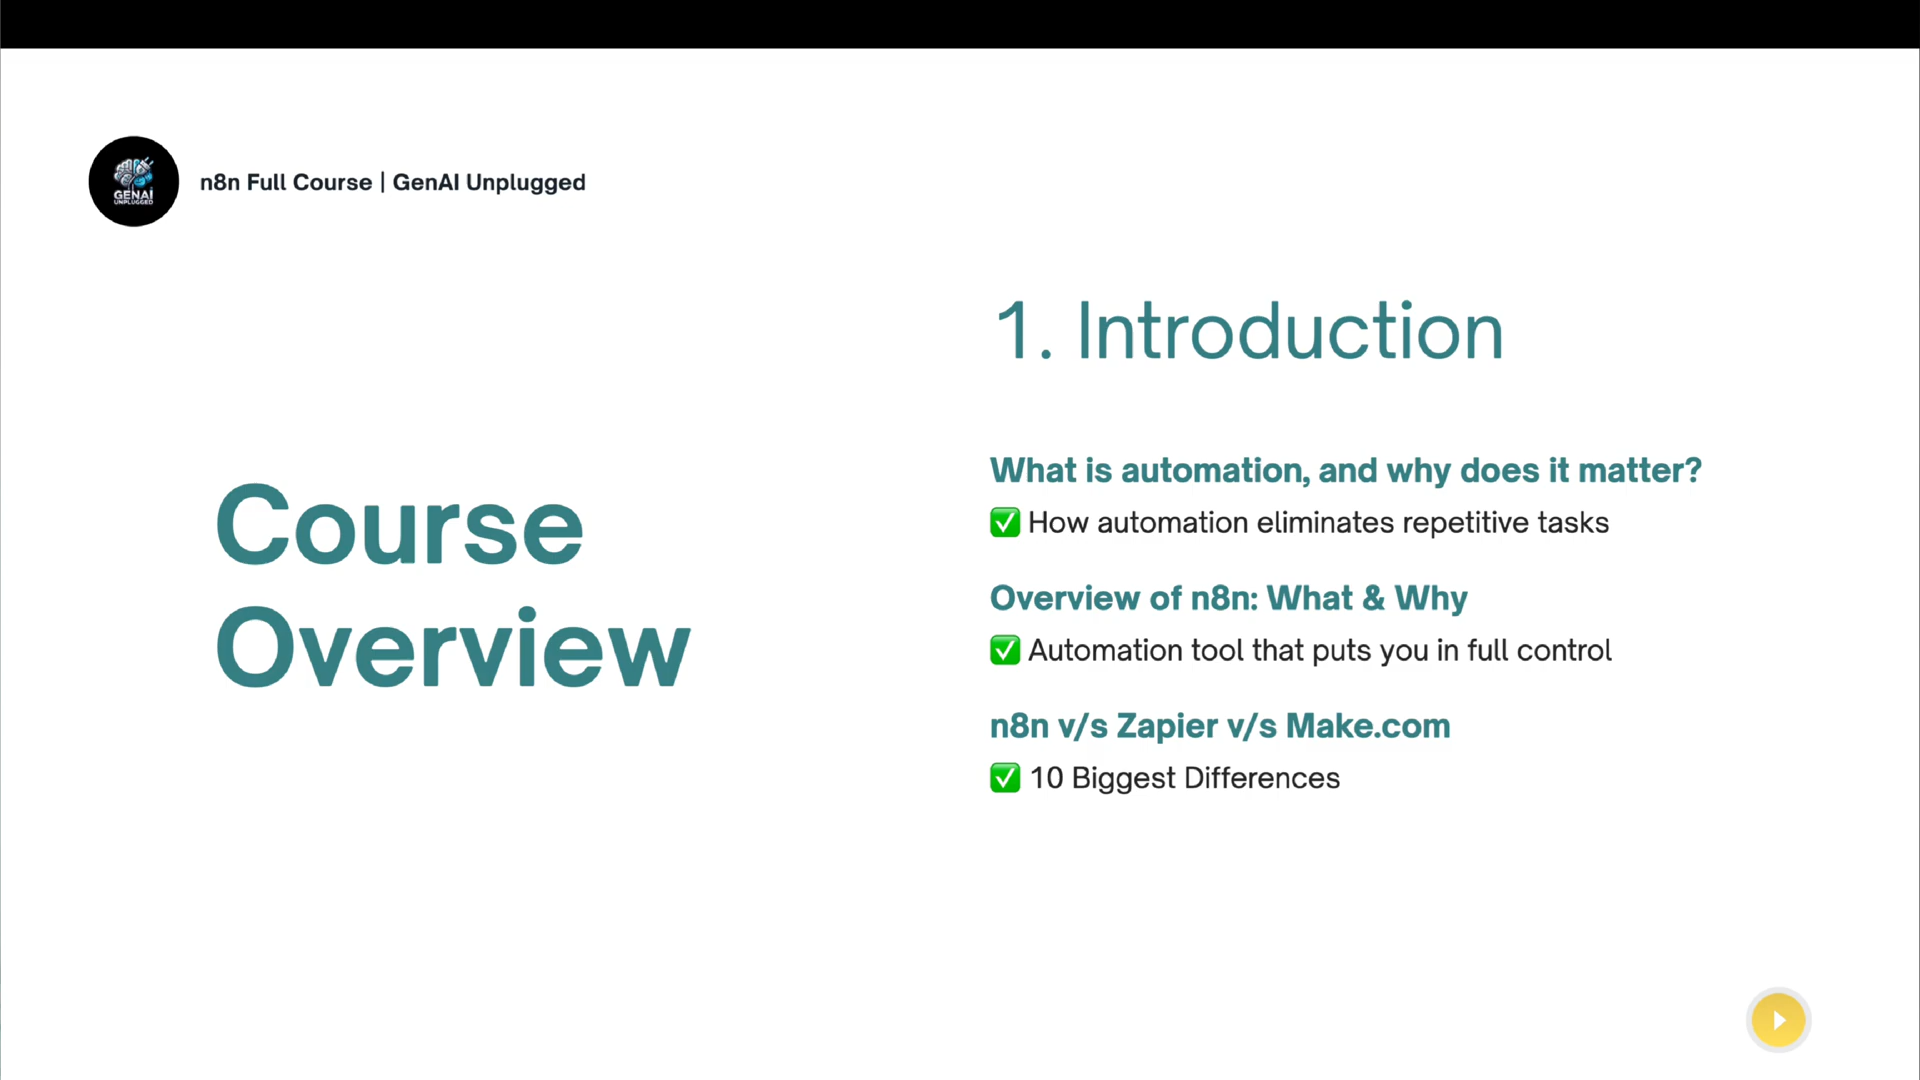 GENAI
UNPLUGGED
n8n Full Course | GenAI Unplugged
Course
Overview
1. Introduction
What is automation, and why does it matter?
✅ How automation eliminates repetitive tasks
Overview of n8n: What & Why
✅ Automation tool that puts you in full control
n8n v/s Zapier v/s Make.com
✅ 10 Biggest Differences